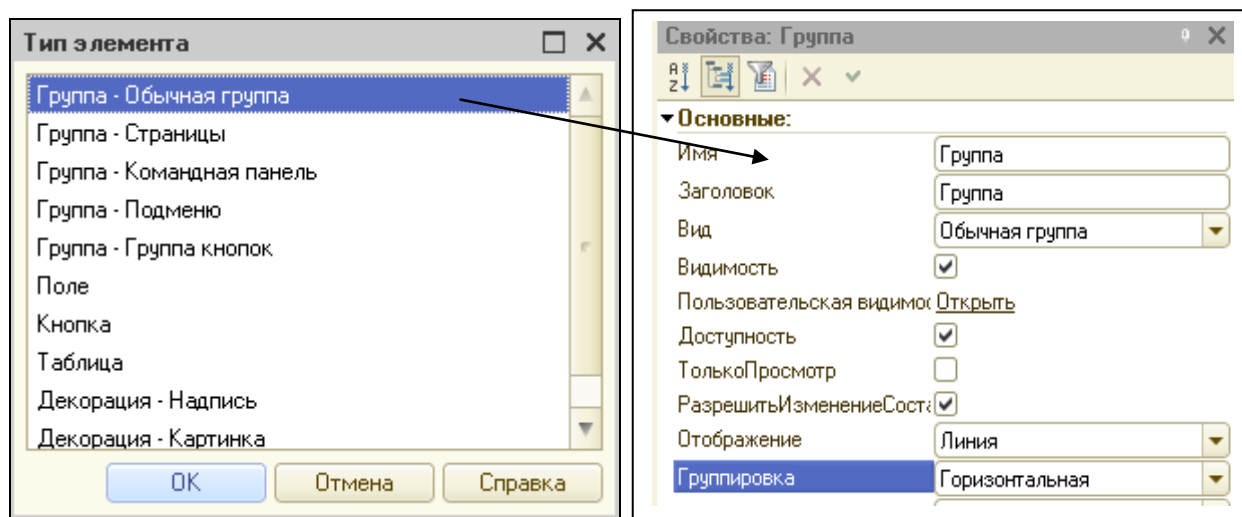 Тип элемента
Группа - Обычная группа
Группа - Страницы
Группа - Командная панель
Группа - Подменю
Группа - Группа кнопок
Поле
Кнопка
Таблица
Декорация - Надпись
Декорация - Картинка
ОК
Отмена
Справка
Свойства: Группа
Основные:
Имя Группа
Заголовок Группа
Вид Обычная группа
Видимость
Пользовательская видимос Открыть
Доступность
ТолькоПросмотр
РазрешитьИзменениеСоста
Отображение Линия
Группировка Горизонтальная